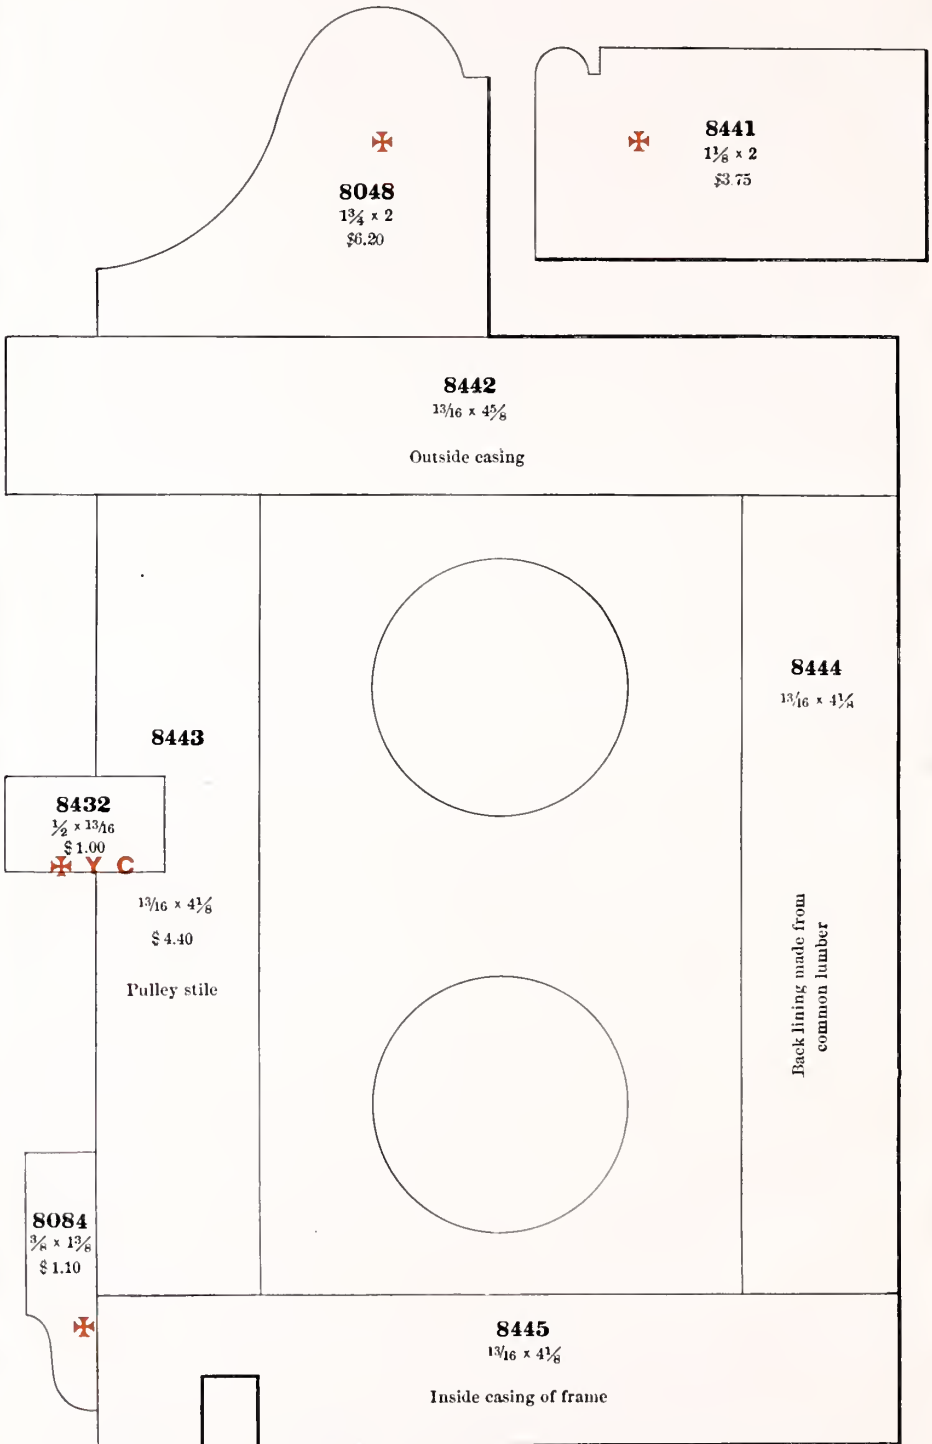 8048
1¾ x 2
$6.20
8441
1⅛ x 2
$3.75
8442
13/16 x 4⅝
Outside casing
8443
13/16 x 4⅛
$4.40
Pulley stile
8432
½ x 13/16
$1.00
✠ Y C
8444
13/16 x 4⅛
Back lining made from
common lumber
8084
⅜ x 1⅜
$1.10
8445
13/16 x 4⅛
Inside casing of frame